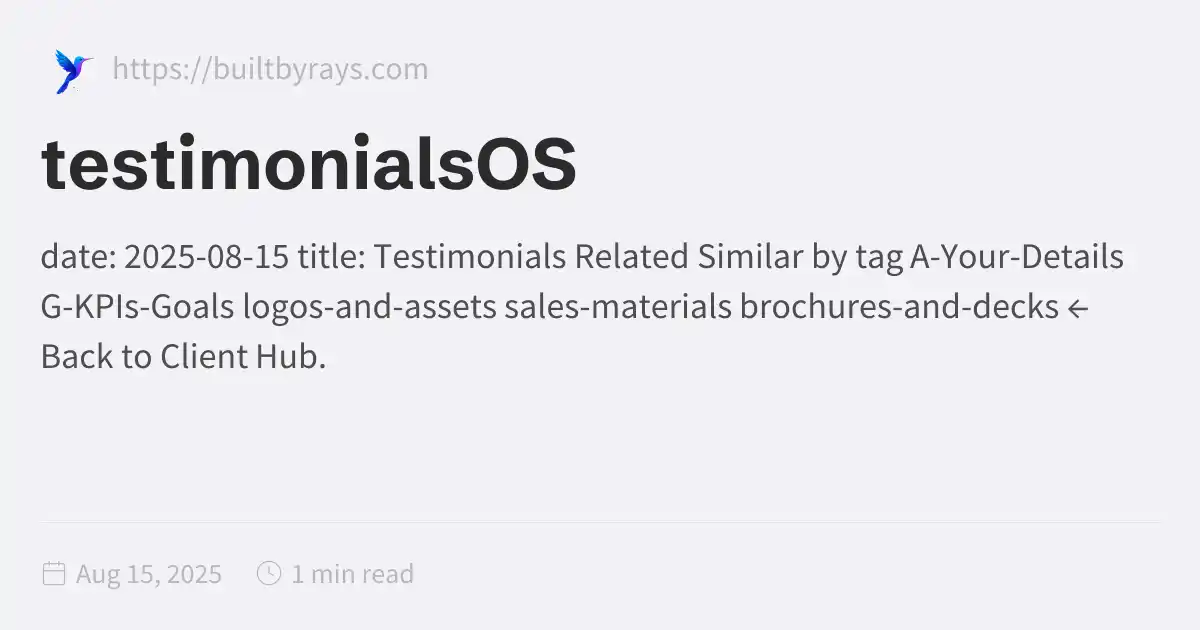 https://builtbyrays.com
testimonialsOS
date: 2025-08-15 title: Testimonials Related Similar by tag A-Your-Details
G-KPIs-Goals logos-and-assets sales-materials brochures-and-decks ←
Back to Client Hub.
Aug 15, 2025
1 min read